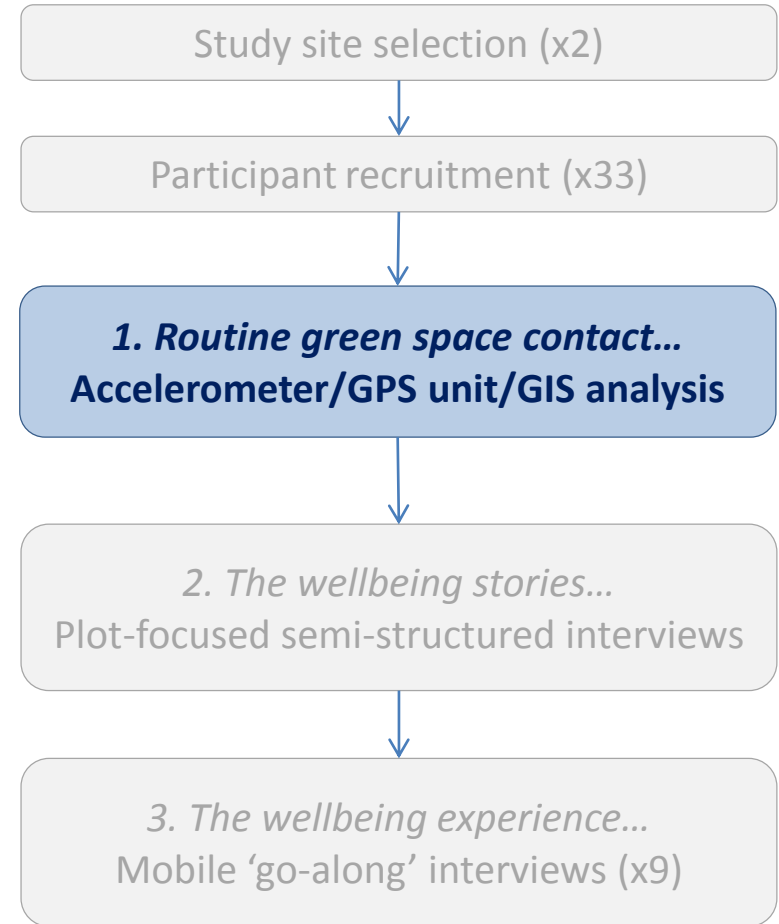 Study site selection (x2)
Participant recruitment (x33)
1. Routine green space contact…
Accelerometer/GPS unit/GIS analysis
2. The wellbeing stories…
Plot-focused semi-structured interviews
3. The wellbeing experience…
Mobile ‘go-along’ interviews (x9)